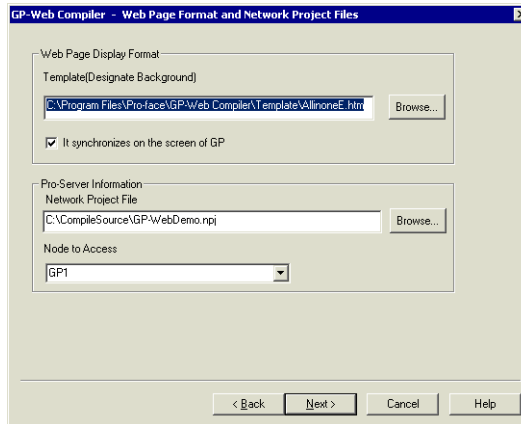 GP-Web Compiler - Web Page Format and Network Project Files
Web Page Display Format
Template(Designate Background)
C:\Program Files\Pro-face\GP-Web Compiler\Template\AllinoneE.htm
Browse...
It synchronizes on the screen of GP
Pro-Server Information
Network Project File
C:\CompileSource\GP-WebDemo.npj
Browse...
Node to Access
GP1
< Back
Next >
Cancel
Help